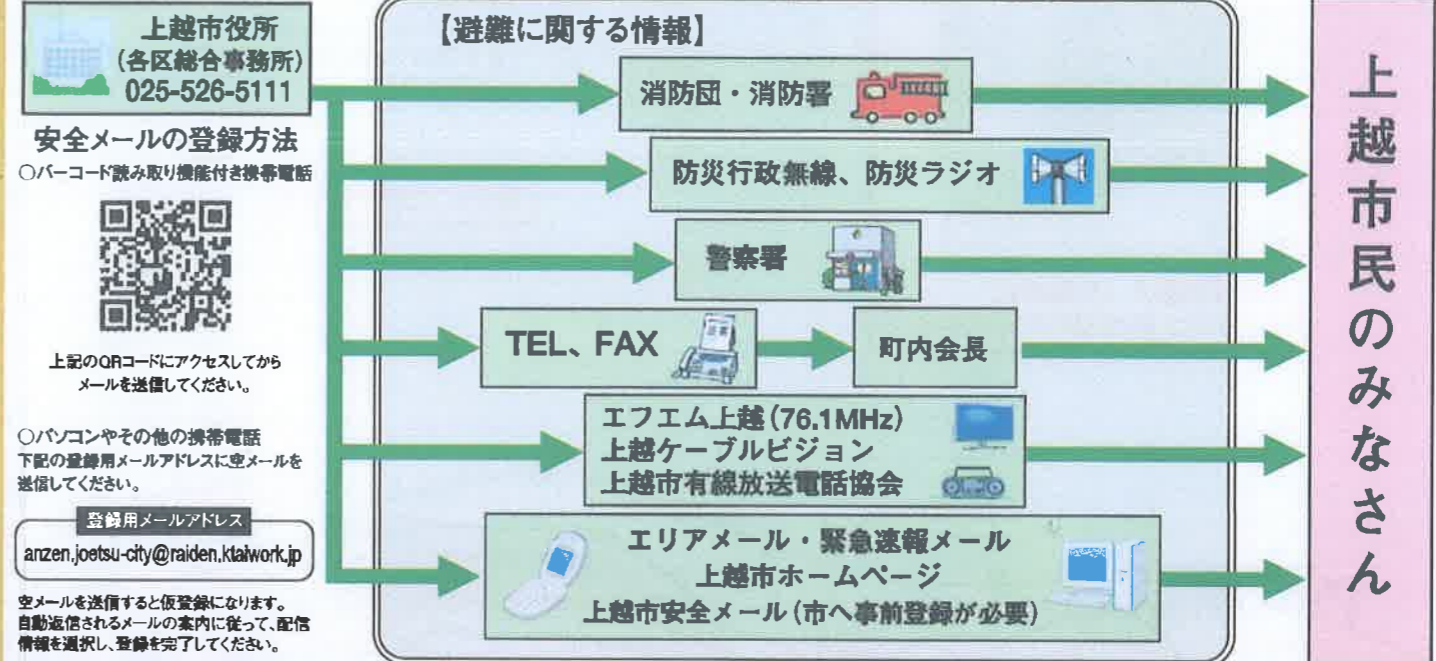 上越市役所
(各区総合事務所)
025-526-5111
安全メールの登録方法
○バーコード読み取り機能付き携帯電話
上記のQRコードにアクセスしてから
メールを送信してください。
○パソコンやその他の携帯電話
下記の登録用メールアドレスに空メールを
送信してください。
登録用メールアドレス
anzen.joetsu-city@raiden.ktaiwork.jp
空メールを送信すると仮登録になります。
自動返信されるメールの案内に従って、配信
情報を選択し、登録を完了してください。
【避難に関する情報】
消防団・消防署
防災行政無線、防災ラジオ
警察署
TEL、FAX
町内会長
エフエム上越(76.1MHz)
上越ケーブルビジョン
上越市有線放送電話協会
エリアメール・緊急速報メール
上越市ホームページ
上越市安全メール(市へ事前登録が必要)
上越市民のみなさん